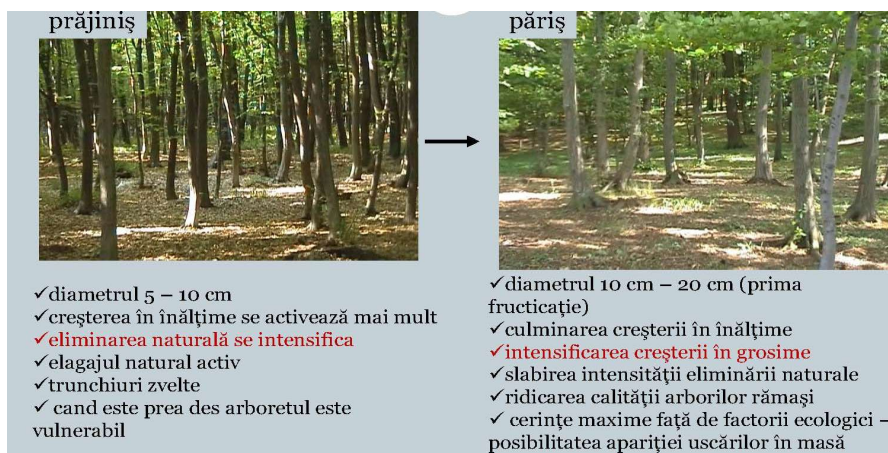 prăjiniş
păriş
✓diametrul 5 – 10 cm
✓creşterea în înălţime se activează mai mult
✓eliminarea naturală se intensifica
✓elagajul natural activ
✓trunchiuri zvelte
✓ cand este prea des arboretul este
vulnerabil
✓diametrul 10 cm – 20 cm (prima
fructicaţie)
✓culminarea creşterii în înălţime
✓intensificarea creşterii în grosime
✓slabirea intensităţii eliminării naturale
✓ridicarea calităţii arborilor rămaşi
✓ cerinţe maxime faţă de factorii ecologici –
posibilitatea apariţiei uscărilor în masă